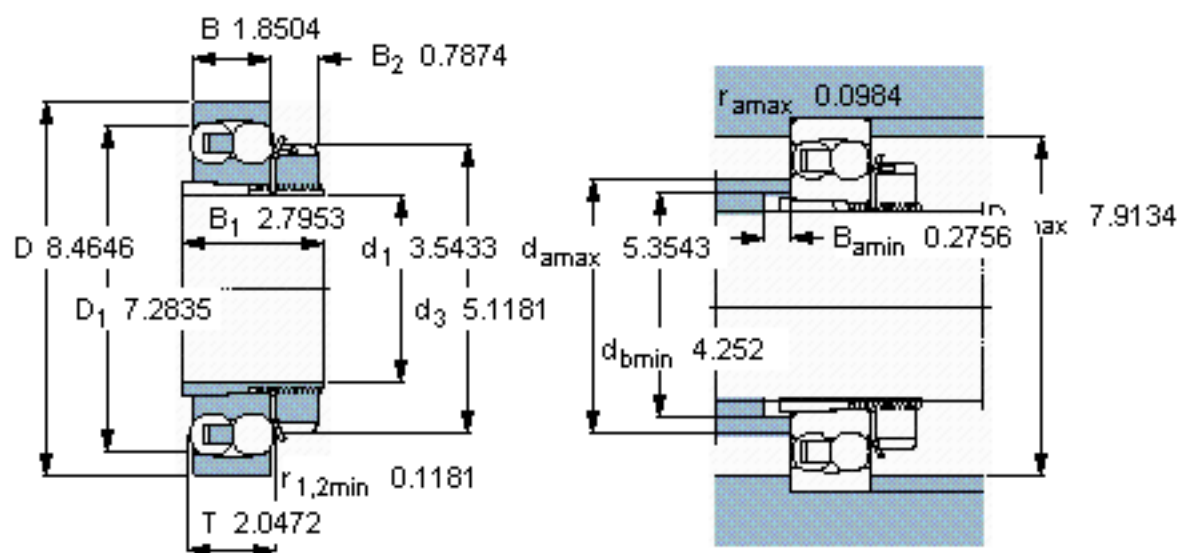 B 1.8504
B2 0.7874
B1 2.7953
D 8.4646
d1 3.5433
D1 7.2835
d3 5.1181
r1,2min 0.1181
T 2.0472
ramax 0.0984
7.9134
damax 5.3543
Bamin 0.2756
dbmin 4.252